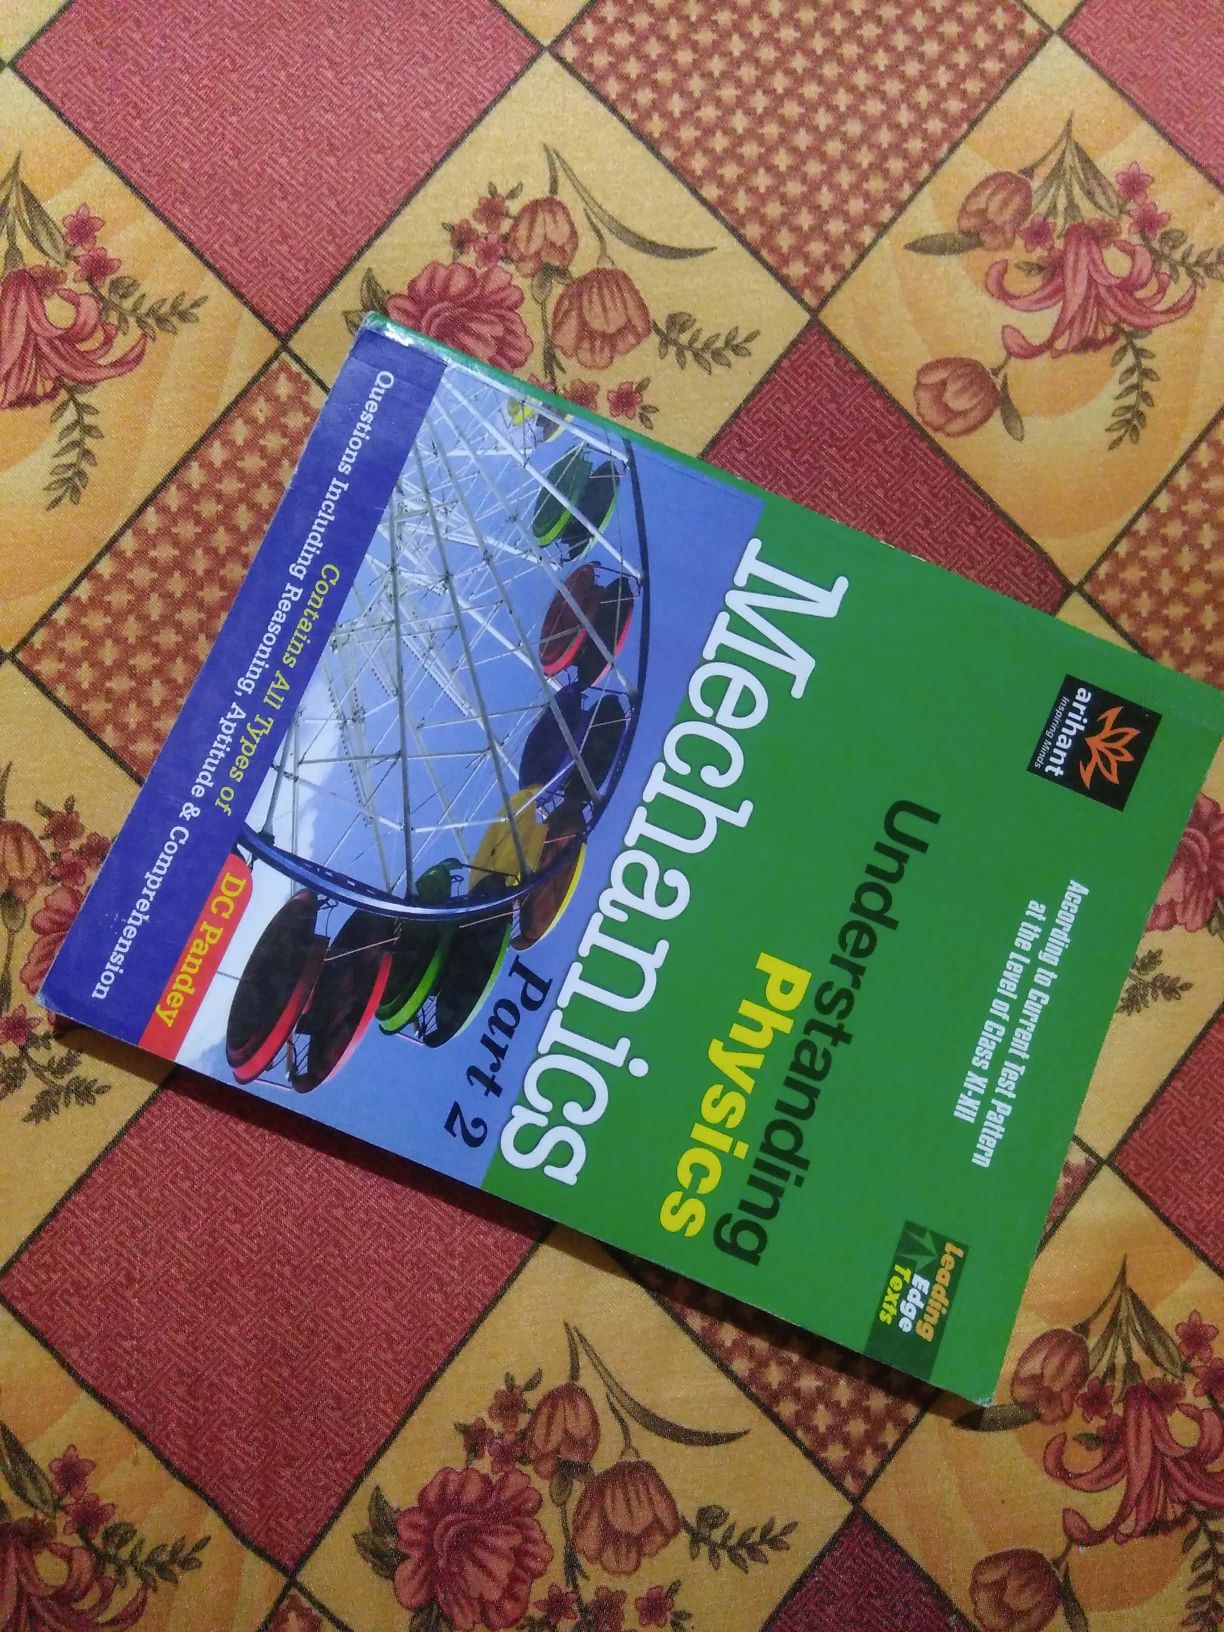 arihant
Inspiring Minds
According to Current Test Pattern
at the Level of Class XI-XII
Leading
Edge
Texts
Understanding
Physics
Mechanics
Part 2
DC Pandey
Contains All Types of
Questions Including Reasoning, Aptitude & Comprehension